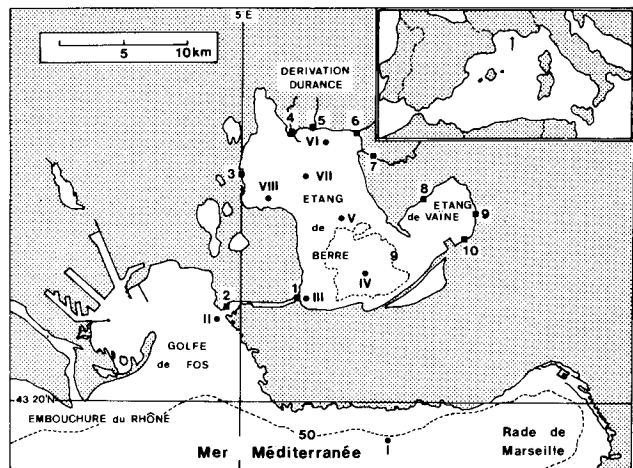 5 E
5 10km
DERIVATION
DURANCE
4 5 6
VI
7
3
VII
VIII
8
ETANG
de
BERRE
V
ETANG
de VAÏNE
9
9
10
IV
1
III
2
II
GOLFE
de FOS
43 20'N
EMBOUCHURE du RHÔNE
50
Mer Méditerranée
I
Rade de
Marseille